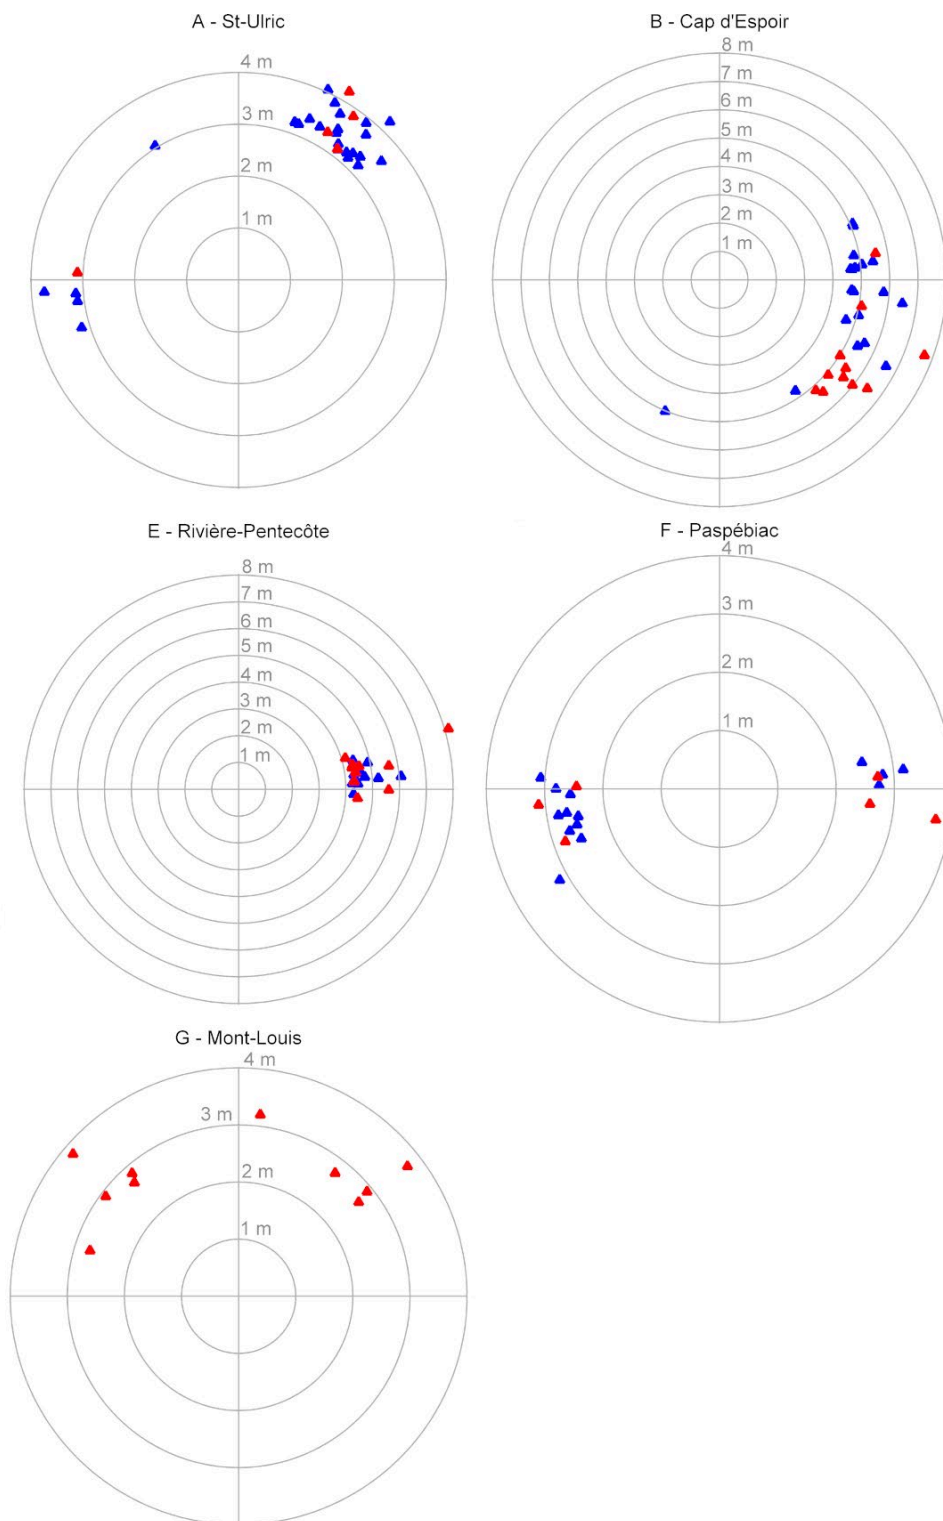 A - St-Ulric
4 m
3 m
2 m
1 m
B - Cap d'Espoir
8 m
7 m
6 m
5 m
4 m
3 m
2 m
1 m
E - Rivière-Pentecôte
8 m
7 m
6 m
5 m
4 m
3 m
2 m
1 m
F - Paspébiac
4 m
3 m
2 m
1 m
G - Mont-Louis
4 m
3 m
2 m
1 m